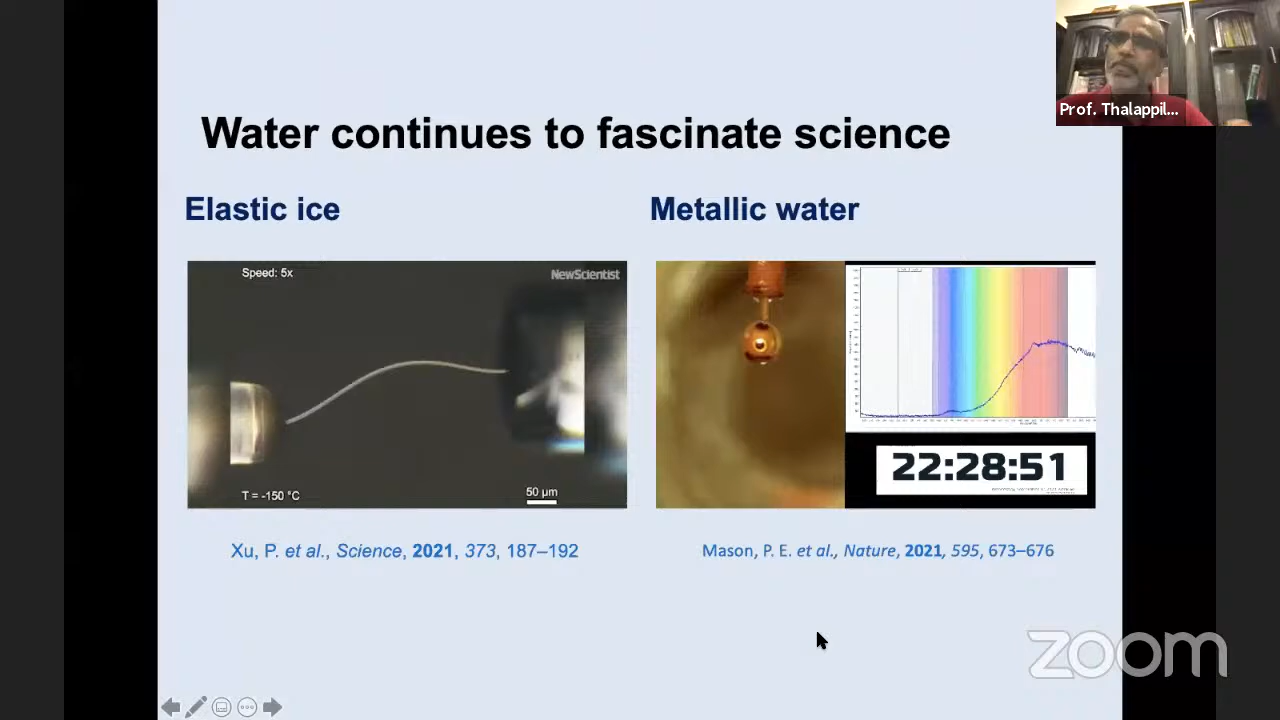 Prof. Thalappil...
Water continues to fascinate science
Elastic ice
Metallic water
Speed: 5x
NewScientist
T = -150 °C
50 µm
22:28:51
Xu, P. et al., Science, 2021, 373, 187–192
Mason, P. E. et al., Nature, 2021, 595, 673–676
zoom